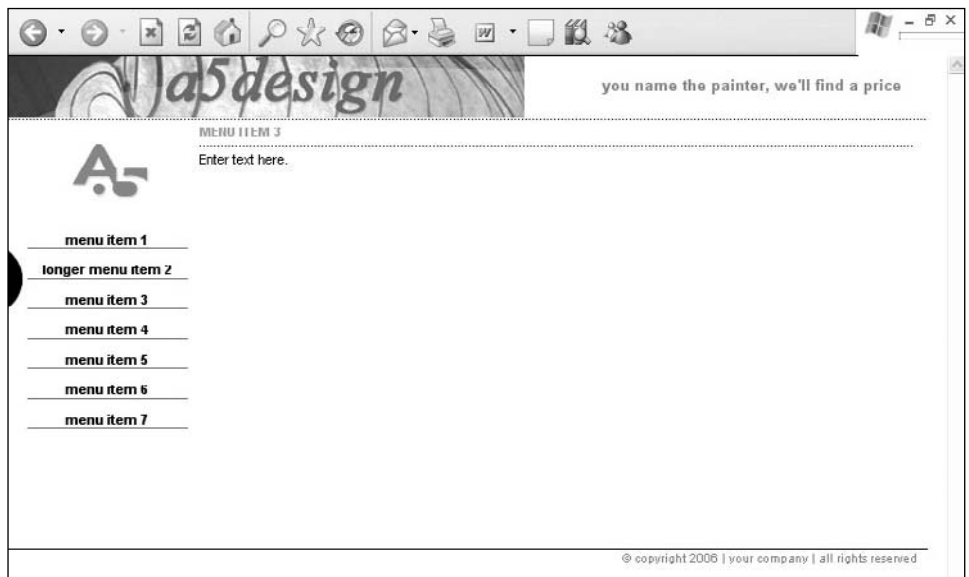 W
a5design
you name the painter, we'll find a price
MENU ITEM 3
Enter text here.
A5
menu item 1
longer menu item 2
menu item 3
menu item 4
menu item 5
menu item 6
menu item 7
© copyright 2006 | your company | all rights reserved